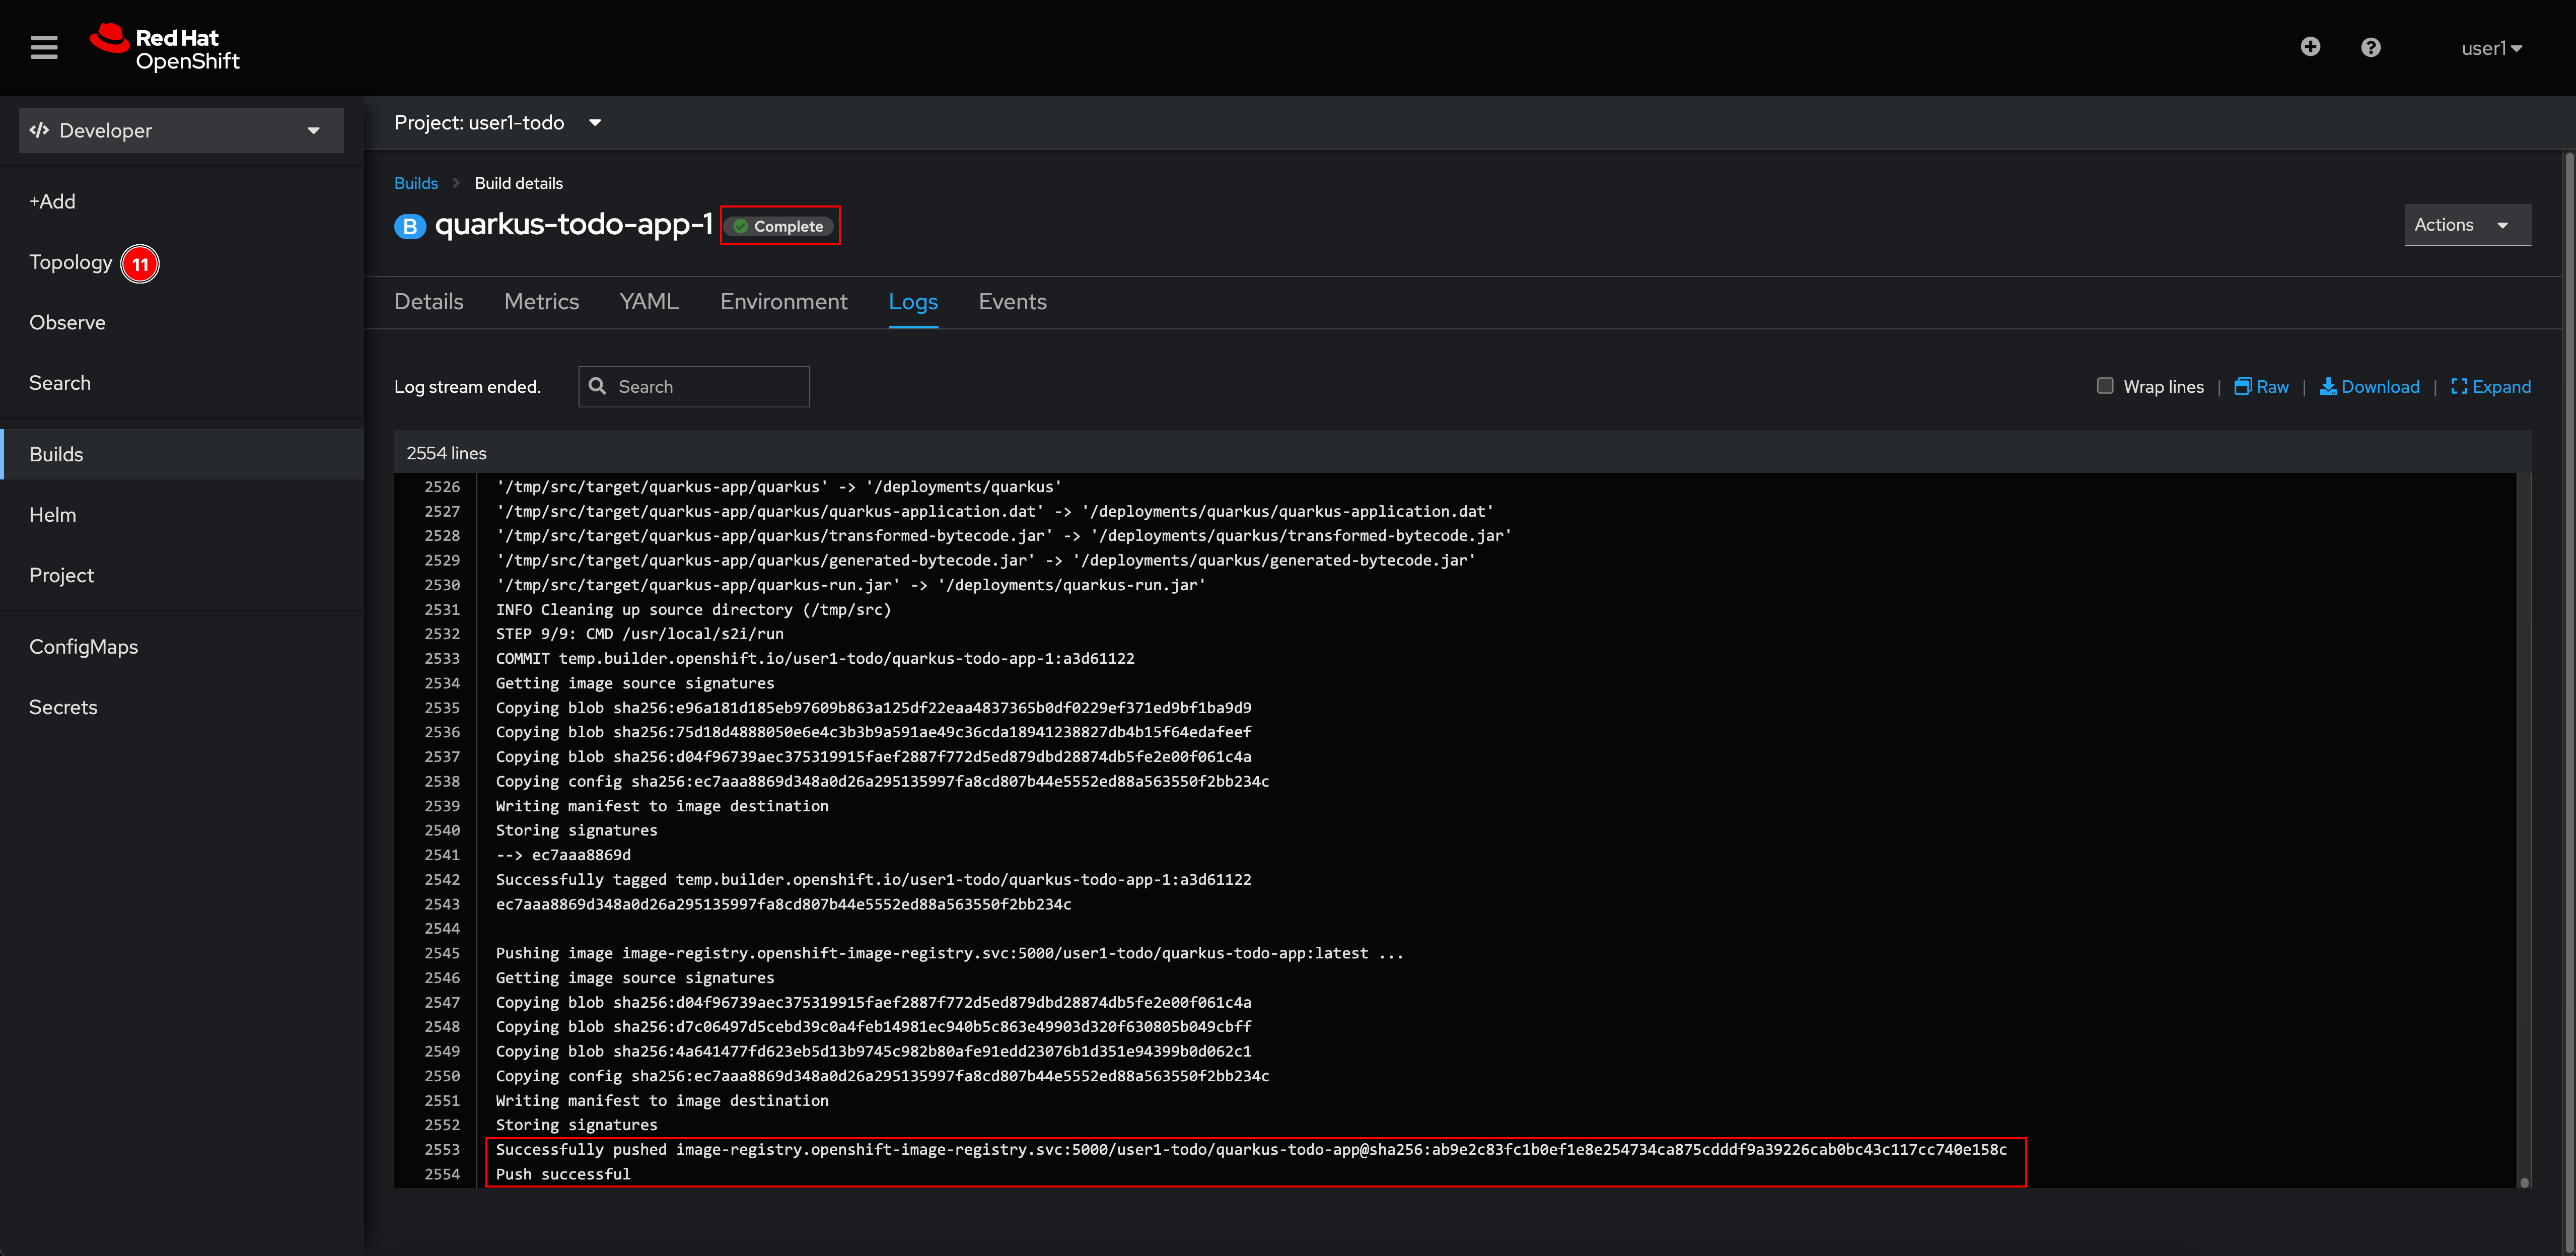 Red Hat
OpenShift
user1
Developer
+Add
Topology 11
Observe
Search
Builds
Helm
Project
ConfigMaps
Secrets
Project: user1-todo
Builds Build details
B quarkus-todo-app-1 Complete
Actions
Details Metrics YAML Environment Logs Events
Log stream ended. Search Wrap lines | Raw | Download | Expand
2554 lines
2526 '/tmp/src/target/quarkus-app/quarkus' -> '/deployments/quarkus'
2527 '/tmp/src/target/quarkus-app/quarkus/quarkus-application.dat' -> '/deployments/quarkus/quarkus-application.dat'
2528 '/tmp/src/target/quarkus-app/quarkus/transformed-bytecode.jar' -> '/deployments/quarkus/transformed-bytecode.jar'
2529 '/tmp/src/target/quarkus-app/quarkus/generated-bytecode.jar' -> '/deployments/quarkus/generated-bytecode.jar'
2530 '/tmp/src/target/quarkus-app/quarkus-run.jar' -> '/deployments/quarkus-run.jar'
2531 INFO Cleaning up source directory (/tmp/src)
2532 STEP 9/9: CMD /usr/local/s2i/run
2533 COMMIT temp.builder.openshift.io/user1-todo/quarkus-todo-app-1:a3d61122
2534 Getting image source signatures
2535 Copying blob sha256:e96a181d185eb97609b863a125df22eaa4837365b0df0229ef371ed9bf1ba9d9
2536 Copying blob sha256:75d18d4888050e6e4c3b3b9a591ae49c36cda18941238827db4b15f64edafeef
2537 Copying blob sha256:d04f96739aec375319915faef2887f772d5ed879dbd28874db5fe2e00f061c4a
2538 Copying config sha256:ec7aaa8869d348a0d26a295135997fa8cd807b44e5552ed88a563550f2bb234c
2539 Writing manifest to image destination
2540 Storing signatures
2541 --> ec7aaa8869d
2542 Successfully tagged temp.builder.openshift.io/user1-todo/quarkus-todo-app-1:a3d61122
2543 ec7aaa8869d348a0d26a295135997fa8cd807b44e5552ed88a563550f2bb234c
2544
2545 Pushing image image-registry.openshift-image-registry.svc:5000/user1-todo/quarkus-todo-app:latest ...
2546 Getting image source signatures
2547 Copying blob sha256:d04f96739aec375319915faef2887f772d5ed879dbd28874db5fe2e00f061c4a
2548 Copying blob sha256:d7c06497d5cebd39c0a4feb14981ec940b5c863e49903d320f630805b049cbff
2549 Copying blob sha256:4a641477fd623eb5d13b9745c982b80afe91edd23076b1d351e94399b0d062c1
2550 Copying config sha256:ec7aaa8869d348a0d26a295135997fa8cd807b44e5552ed88a563550f2bb234c
2551 Writing manifest to image destination
2552 Storing signatures
2553 Successfully pushed image-registry.openshift-image-registry.svc:5000/user1-todo/quarkus-todo-app@sha256:ab9e2c83fc1b0ef1e8e254734ca875cdddf9a39226cab0bc43c117cc740e158c
2554 Push successful